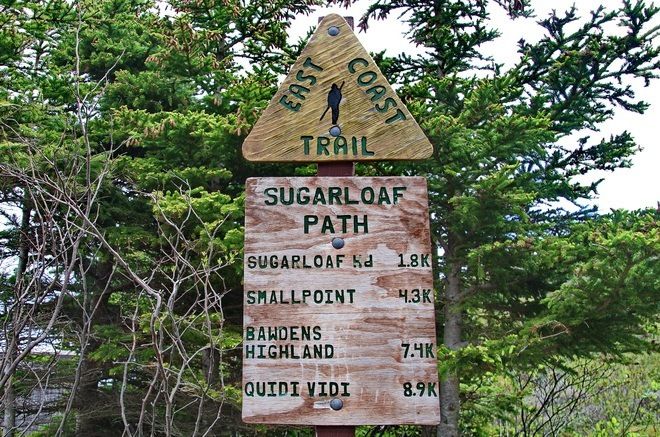 EAST COAST
TRAIL
SUGARLOAF
PATH
SUGARLOAF Rd 1.8K
SMALLPOINT 4.3K
BAWDENS
HIGHLAND 7.4K
QUIDI VIDI 8.9K